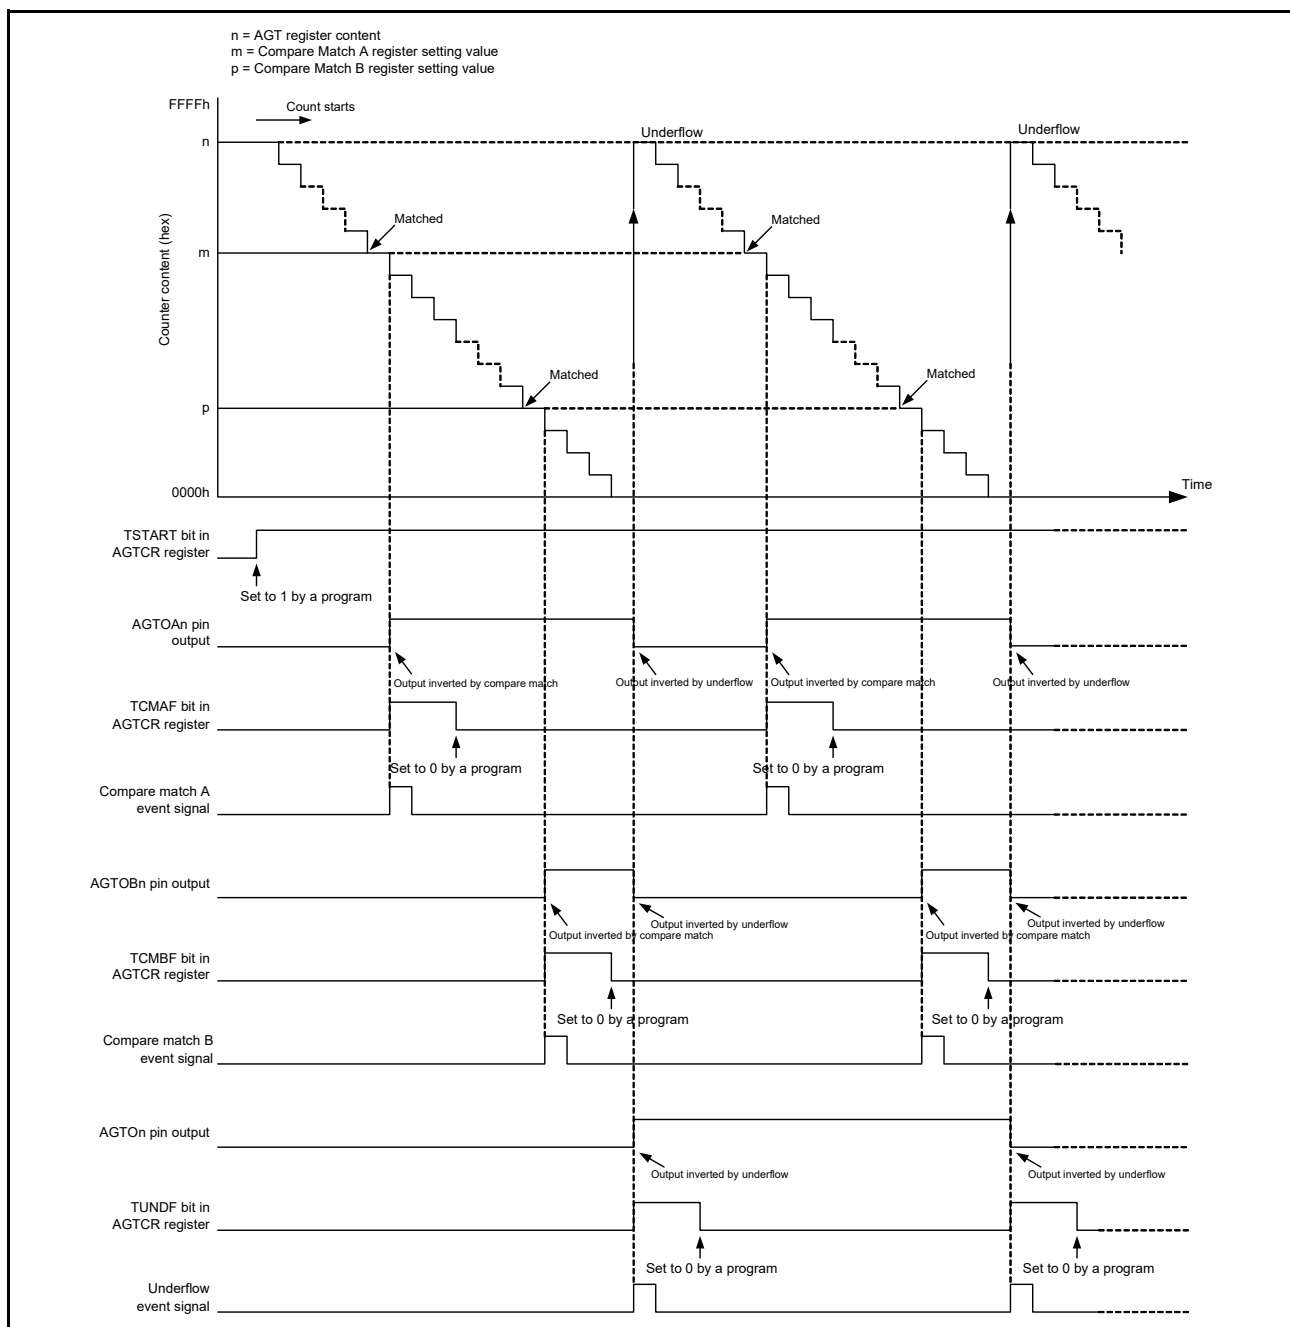 n = AGT register content
m = Compare Match A register setting value
p = Compare Match B register setting value
FFFFh
Count starts
Underflow
Underflow
n
Matched
Matched
m
Counter content (hex)
Matched
Matched
p
0000h
Time
TSTART bit in
AGTCR register
Set to 1 by a program
AGTOAn pin
output
Output inverted by compare match
Output inverted by underflow
Output inverted by compare match
Output inverted by underflow
TCMAF bit in
AGTCR register
Set to 0 by a program
Set to 0 by a program
Compare match A
event signal
AGTOBn pin output
Output inverted by compare match
Output inverted by underflow
Output inverted by compare match
Output inverted by underflow
TCMBF bit in
AGTCR register
Set to 0 by a program
Set to 0 by a program
Compare match B
event signal
AGTOn pin output
Output inverted by underflow
Output inverted by underflow
TUNDF bit in
AGTCR register
Set to 0 by a program
Set to 0 by a program
Underflow
event signal